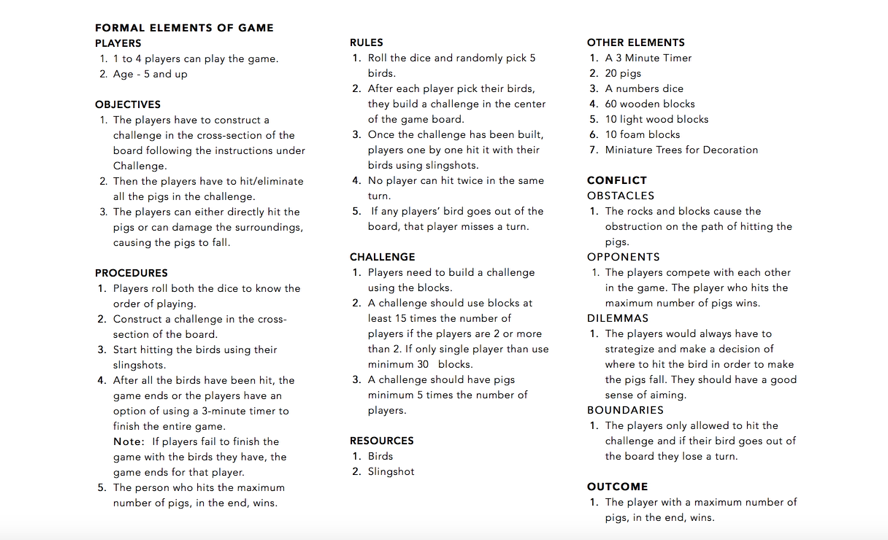 FORMAL ELEMENTS OF GAME
PLAYERS
1. 1 to 4 players can play the game.
2. Age - 5 and up
OBJECTIVES
1. The players have to construct a
challenge in the cross-section of the
board following the instructions under
Challenge.
2. Then the players have to hit/eliminate
all the pigs in the challenge.
3. The players can either directly hit the
pigs or can damage the surroundings,
causing the pigs to fall.
PROCEDURES
1. Players roll both the dice to know the
order of playing.
2. Construct a challenge in the cross-
section of the board.
3. Start hitting the birds using their
slingshots.
4. After all the birds have been hit, the
game ends or the players have an
option of using a 3-minute timer to
finish the entire game.
Note: If players fail to finish the
game with the birds they have, the
game ends for that player.
5. The person who hits the maximum
number of pigs, in the end, wins.
RULES
1. Roll the dice and randomly pick 5
birds.
2. After each player pick their birds,
they build a challenge in the center
of the game board.
3. Once the challenge has been built,
players one by one hit it with their
birds using slingshots.
4. No player can hit twice in the same
turn.
5. If any players' bird goes out of the
board, that player misses a turn.
CHALLENGE
1. Players need to build a challenge
using the blocks.
2. A challenge should use blocks at
least 15 times the number of
players if the players are 2 or more
than 2. If only single player than use
minimum 30 blocks.
3. A challenge should have pigs
minimum 5 times the number of
players.
RESOURCES
1. Birds
2. Slingshot
OTHER ELEMENTS
1. A 3 Minute Timer
2. 20 pigs
3. A numbers dice
4. 60 wooden blocks
5. 10 light wood blocks
6. 10 foam blocks
7. Miniature Trees for Decoration
CONFLICT
OBSTACLES
1. The rocks and blocks cause the
obstruction on the path of hitting the
pigs.
OPPONENTS
1. The players compete with each other
in the game. The player who hits the
maximum number of pigs wins.
DILEMMAS
1. The players would always have to
strategize and make a decision of
where to hit the bird in order to make
the pigs fall. They should have a good
sense of aiming.
BOUNDARIES
1. The players only allowed to hit the
challenge and if their bird goes out of
the board they lose a turn.
OUTCOME
1. The player with a maximum number of
pigs, in the end, wins.